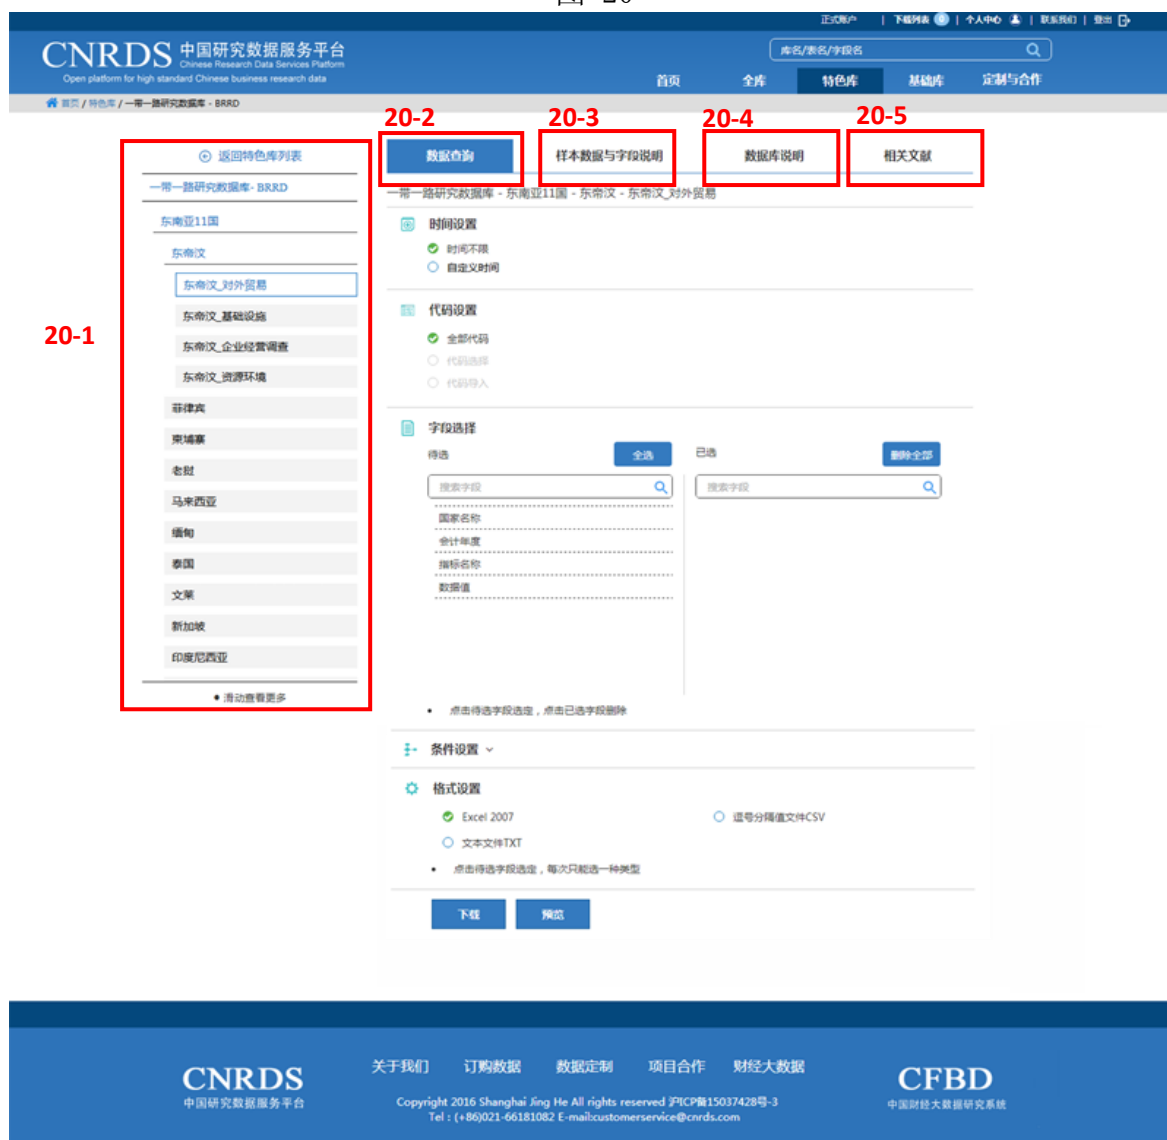 图 20
正式账户 | 下载列表 0 | 个人中心 | 联系我们 | 登出
CNRDS 中国研究数据服务平台
Chinese Research Data Services Platform
Open platform for high standard Chinese business research data
库名/表名/字段名
首页 全库 特色库 基础库 定制与合作
首页 / 特色库 / 一带一路研究数据库 - BRRD
20-1
返回特色库列表
一带一路研究数据库- BRRD
东南亚11国
东帝汶
东帝汶_对外贸易
东帝汶_基础设施
东帝汶_企业经营调查
东帝汶_资源环境
菲律宾
柬埔寨
老挝
马来西亚
缅甸
泰国
文莱
新加坡
印度尼西亚
• 滑动查看更多
20-2 20-3 20-4 20-5
数据查询 样本数据与字段说明 数据库说明 相关文献
一带一路研究数据库 - 东南亚11国 - 东帝汶 - 东帝汶_对外贸易
时间设置
时间不限
自定义时间
代码设置
全部代码
代码选择
代码导入
字段选择
待选 全选 已选 删除全部
搜索字段 搜索字段
国家名称
会计年度
指标名称
数据值
• 点击待选字段选定，点击已选字段删除
条件设置
格式设置
Excel 2007 逗号分隔值文件CSV
文本文件TXT
• 点击待选字段选定，每次只能选一种类型
下载 预览
CNRDS
中国研究数据服务平台
关于我们 订购数据 数据定制 项目合作 财经大数据
Copyright 2016 Shanghai Jing He All rights reserved 沪ICP备15037428号-3
Tel : (+86)021-66181082 E-mail:customerservice@cnrds.com
CFBD
中国财经大数据研究系统